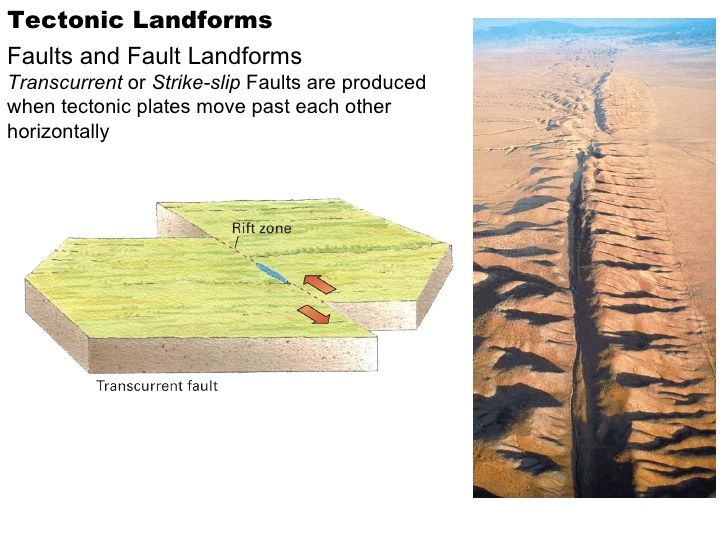 Tectonic Landforms
Faults and Fault Landforms
Transcurrent or Strike-slip Faults are produced
when tectonic plates move past each other
horizontally
Rift zone
Transcurrent fault